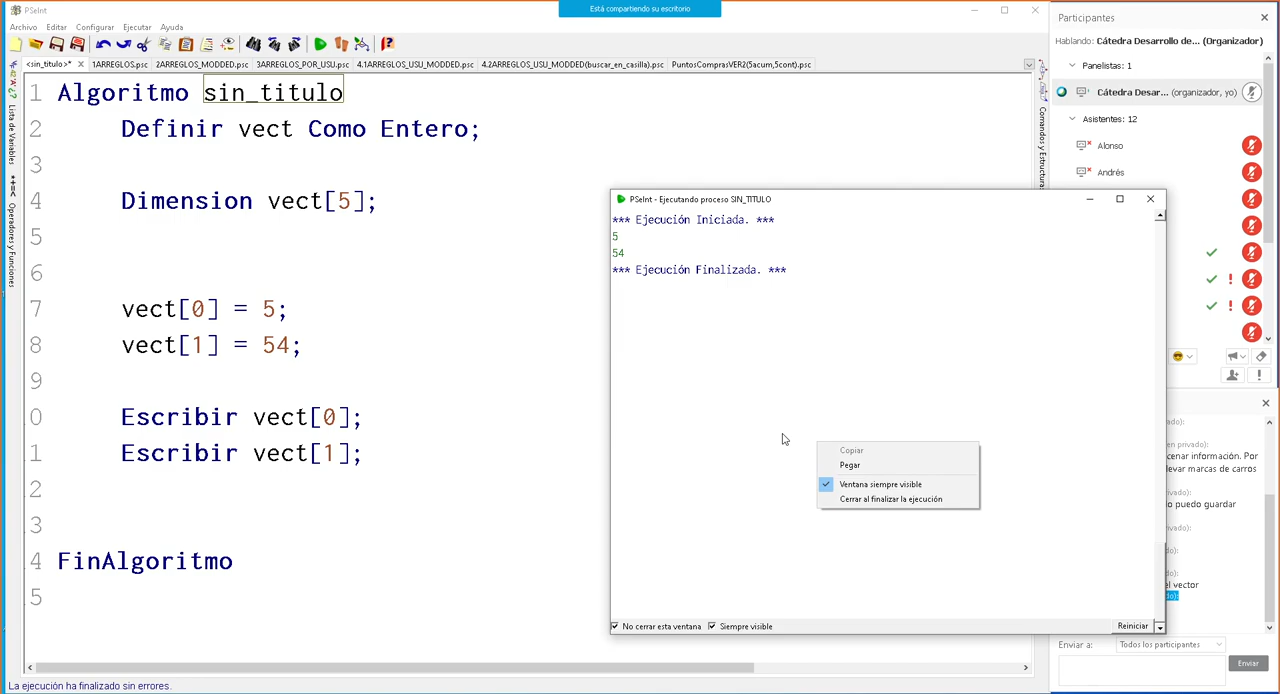 PSeInt
Está compartiendo su escritorio
Archivo Editar Configurar Ejecutar Ayuda
<sin_titulo>* 1ARREGLOS.psc 2ARREGLOS_MODDED.psc 3ARREGLOS_POR_USU.psc 4.1ARREGLOS_USU_MODDED.psc 4.2ARREGLOS_USU_MODDED(buscar_en_casilla).psc PuntosComprasVER2(5acum,5cont).psc
Lista de Variables
Operadores y Funciones
Comandos y Estructuras
1 Algoritmo sin_titulo
2 Definir vect Como Entero;
3
4 Dimension vect[5];
5
6
7 vect[0] = 5;
8 vect[1] = 54;
9
0 Escribir vect[0];
1 Escribir vect[1];
2
3
4 FinAlgoritmo
5
La ejecución ha finalizado sin errores.
PSeInt - Ejecutando proceso SIN_TITULO
*** Ejecución Iniciada. ***
5
54
*** Ejecución Finalizada. ***
Copiar
Pegar
Ventana siempre visible
Cerrar al finalizar la ejecución
No cerrar esta ventana Siempre visible Reiniciar
Participantes
Hablando: Cátedra Desarrollo de... (Organizador)
Panelistas: 1
Cátedra Desar... (organizador, yo)
Asistentes: 12
Alonso
Andrés
en privado):
cenar información. Por
levar marcas de carros
o puedo guardar
el vector
Enviar a: Todos los participantes
Enviar